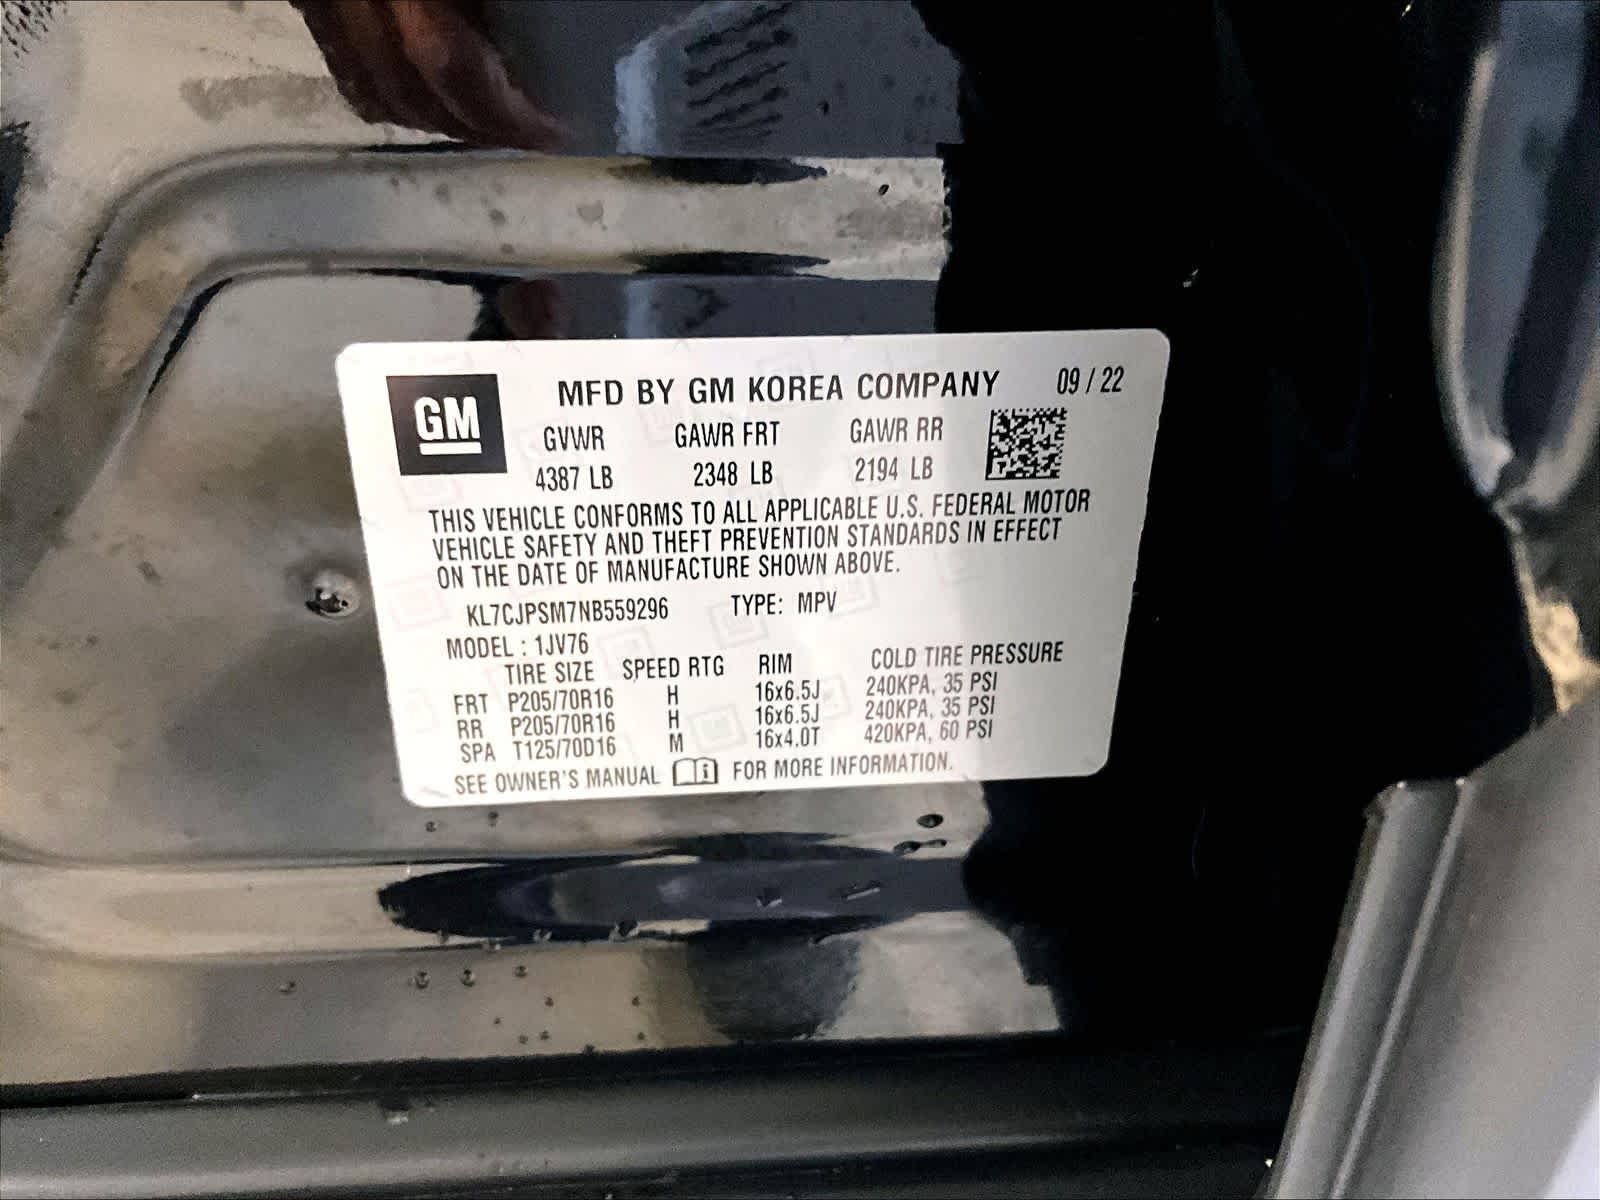 GM
MFD BY GM KOREA COMPANY 09 / 22
GVWR GAWR FRT GAWR RR
4387 LB 2348 LB 2194 LB
THIS VEHICLE CONFORMS TO ALL APPLICABLE U.S. FEDERAL MOTOR
VEHICLE SAFETY AND THEFT PREVENTION STANDARDS IN EFFECT
ON THE DATE OF MANUFACTURE SHOWN ABOVE.
KL7CJPSM7NB559296 TYPE: MPV
MODEL : 1JV76
TIRE SIZE SPEED RTG RIM COLD TIRE PRESSURE
FRT P205/70R16 H 16x6.5J 240KPA, 35 PSI
RR P205/70R16 H 16x6.5J 240KPA, 35 PSI
SPA T125/70D16 M 16x4.0T 420KPA, 60 PSI
SEE OWNER'S MANUAL i FOR MORE INFORMATION.